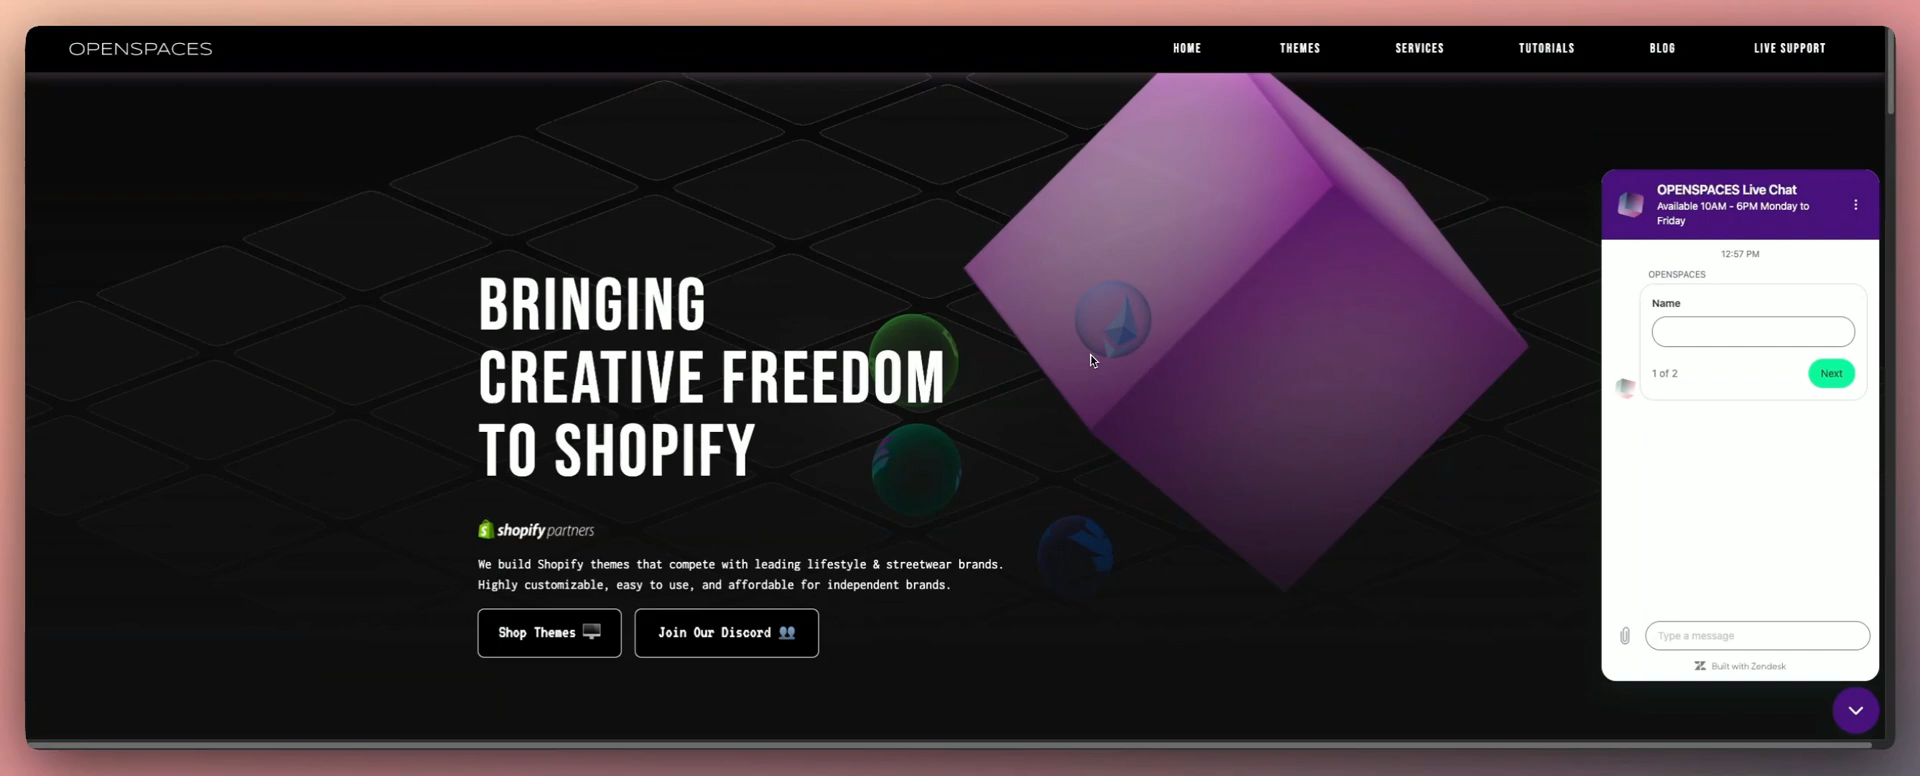 OPENSPACES
HOME THEMES SERVICES TUTORIALS BLOG LIVE SUPPORT
BRINGING
CREATIVE FREEDOM
TO SHOPIFY
shopify partners
We build Shopify themes that compete with leading lifestyle & streetwear brands.
Highly customizable, easy to use, and affordable for independent brands.
Shop Themes
Join Our Discord
OPENSPACES Live Chat
Available 10AM - 6PM Monday to
Friday
12:57 PM
OPENSPACES
Name
1 of 2
Next
Type a message
Built with Zendesk